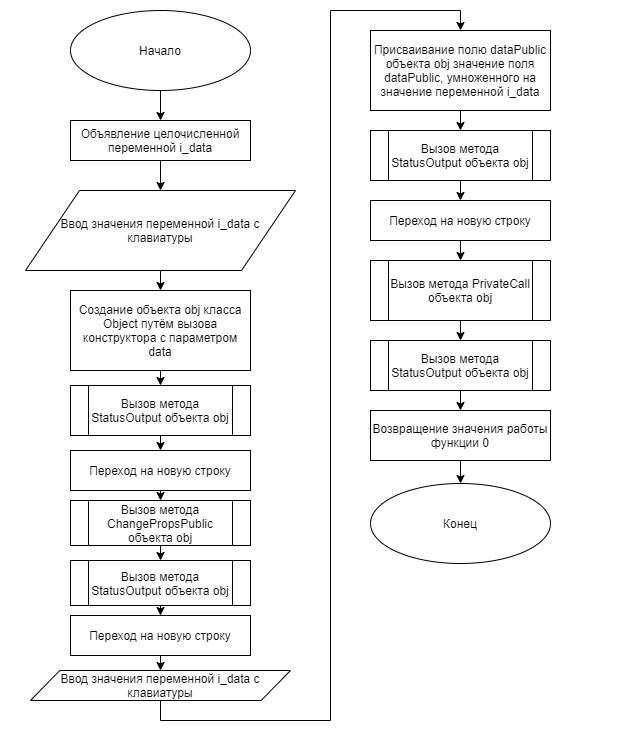 Начало
Объявление целочисленной
переменной i_data
Ввод значения переменной i_data с
клавиатуры
Создание объекта obj класса
Object путём вызова
конструктора с параметром
data
Вызов метода
StatusOutput объекта obj
Переход на новую строку
Вызов метода
ChangePropsPublic
объекта obj
Вызов метода
StatusOutput объекта obj
Переход на новую строку
Ввод значения переменной i_data с
клавиатуры
Присваивание полю dataPublic
объекта obj значение поля
dataPublic, умноженного на
значение переменной i_data
Вызов метода
StatusOutput объекта obj
Переход на новую строку
Вызов метода PrivateCall
объекта obj
Вызов метода
StatusOutput объекта obj
Возвращение значения работы
функции 0
Конец